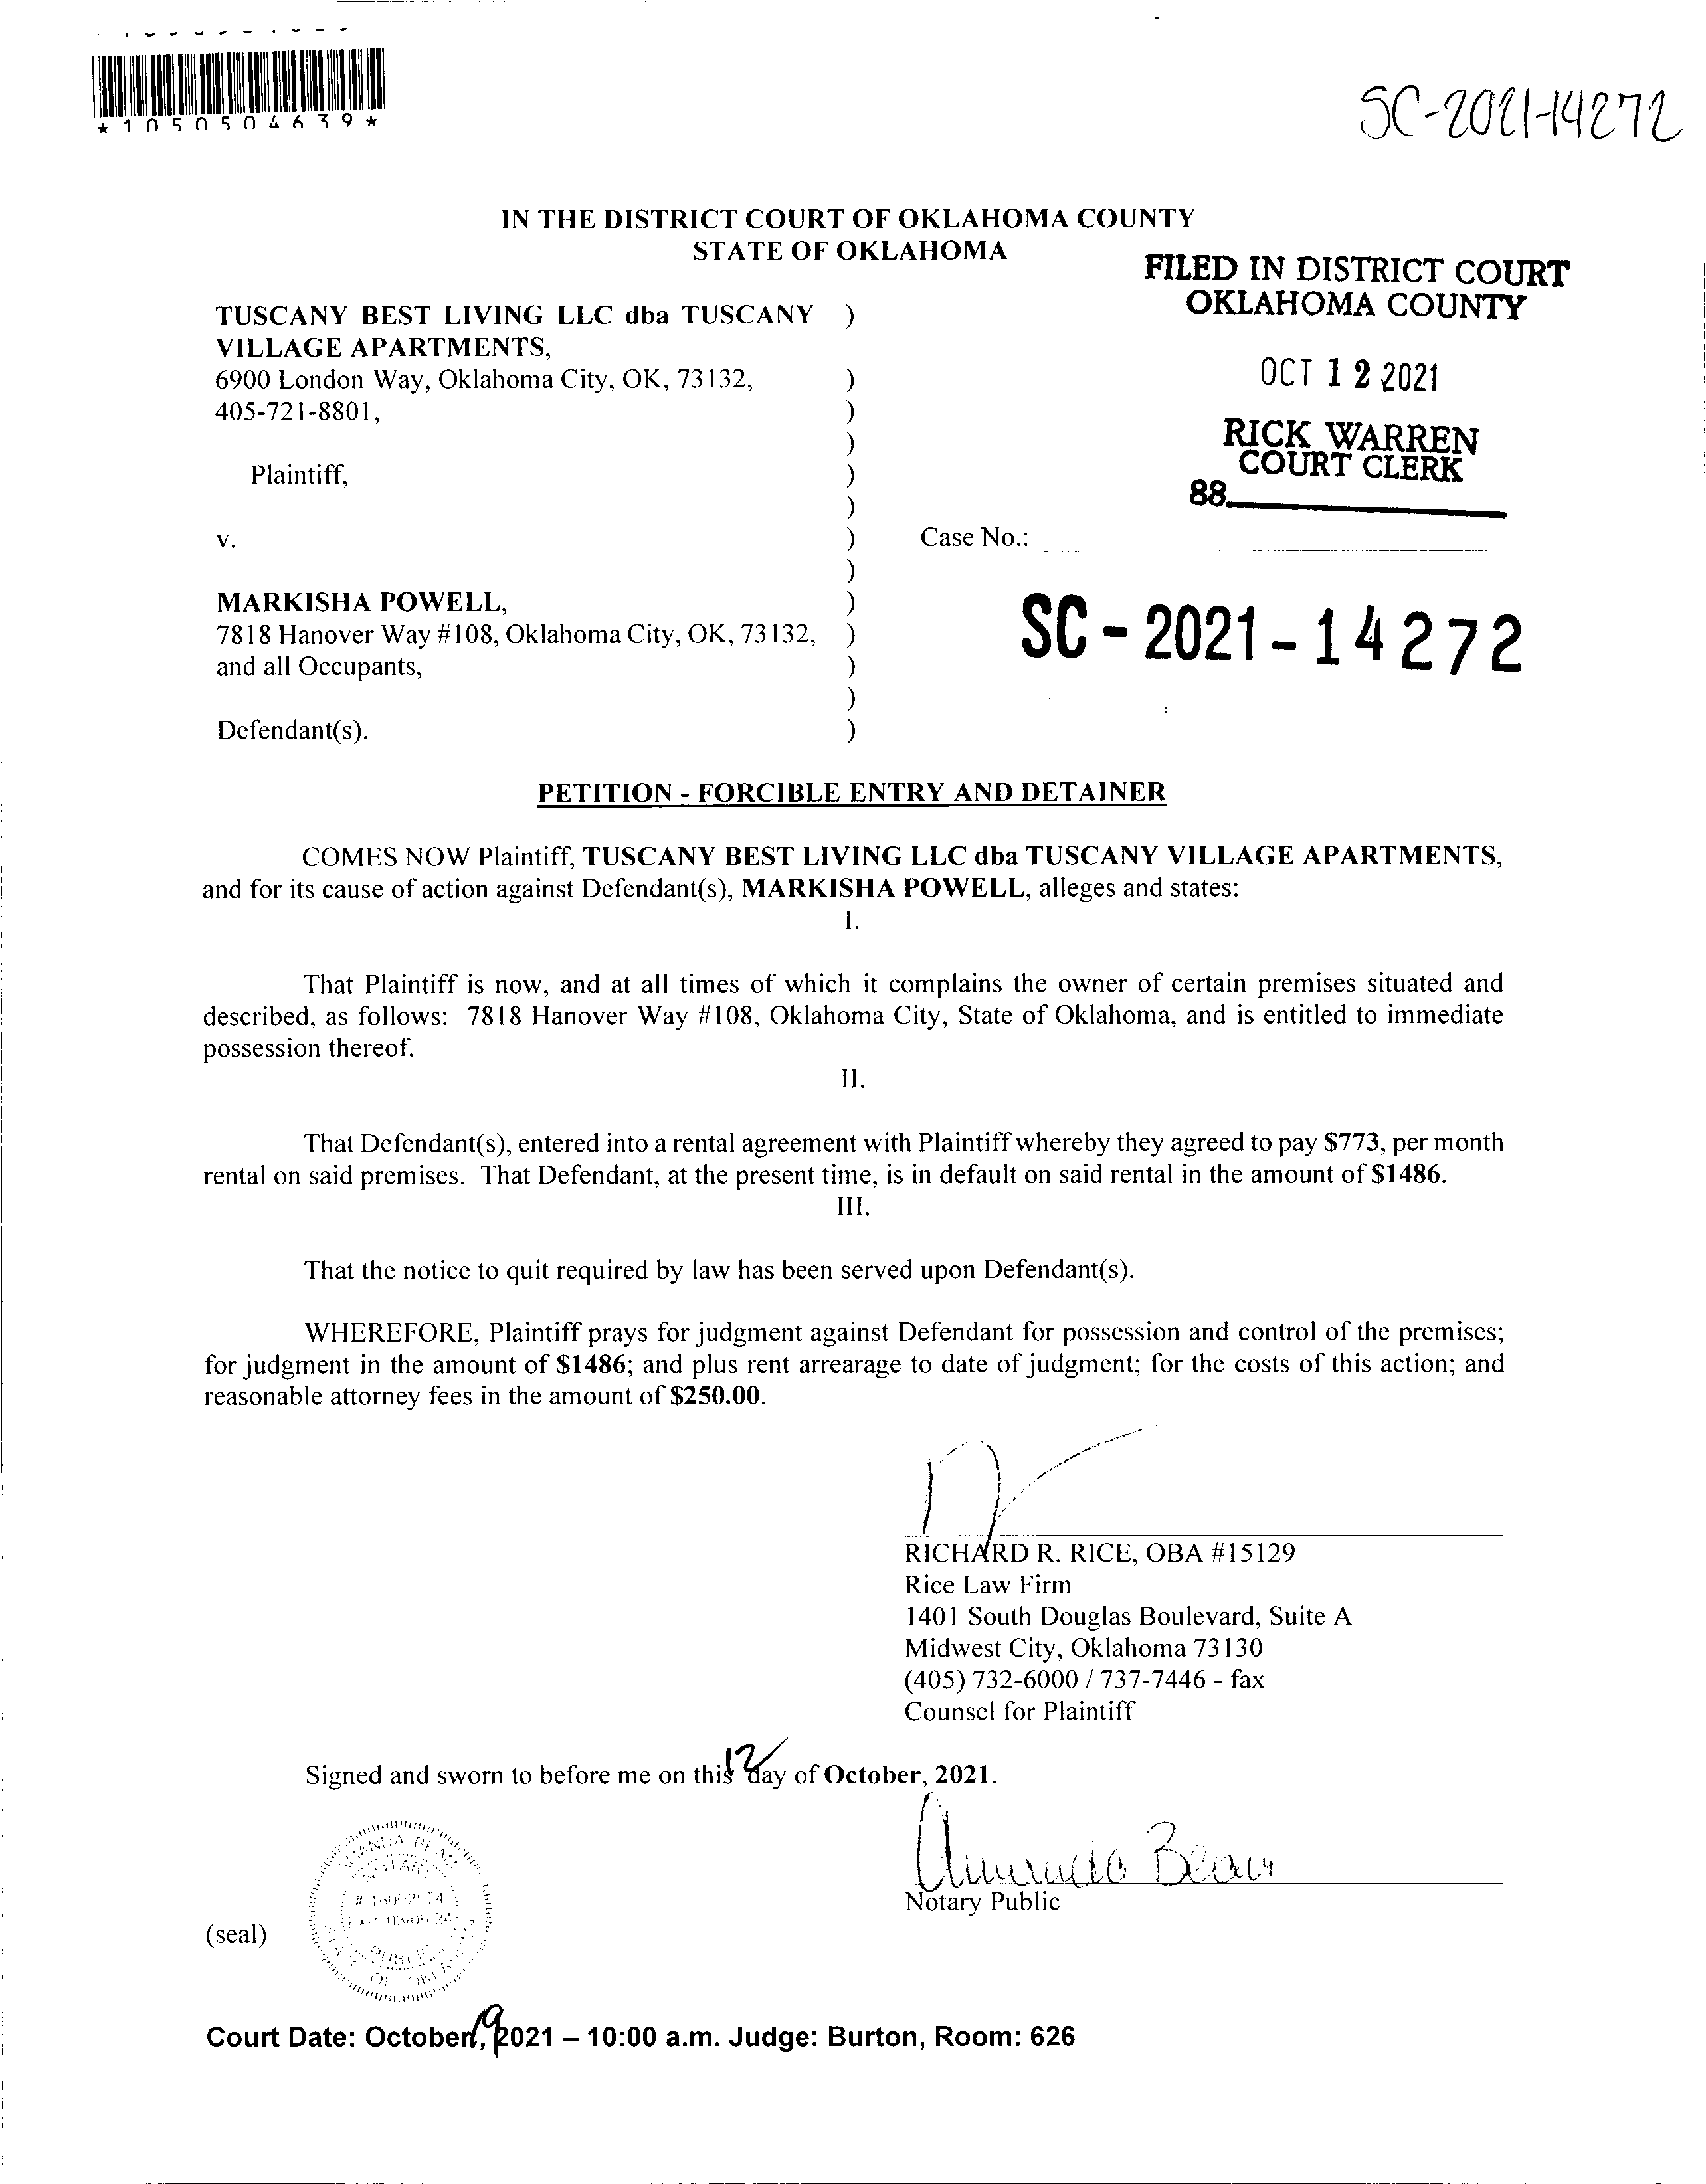 *1050504639*
SC-2021-14272
IN THE DISTRICT COURT OF OKLAHOMA COUNTY
STATE OF OKLAHOMA
FILED IN DISTRICT COURT
OKLAHOMA COUNTY
OCT 12 2021
RICK WARREN
COURT CLERK
88
TUSCANY BEST LIVING LLC dba TUSCANY )
VILLAGE APARTMENTS,
6900 London Way, Oklahoma City, OK, 73132, )
405-721-8801, )
)
Plaintiff, )
)
v. )
Case No.:
)
MARKISHA POWELL, )
7818 Hanover Way #108, Oklahoma City, OK, 73132, )
and all Occupants, )
)
Defendant(s). )
SC-2021-14272
PETITION - FORCIBLE ENTRY AND DETAINER
COMES NOW Plaintiff, TUSCANY BEST LIVING LLC dba TUSCANY VILLAGE APARTMENTS,
and for its cause of action against Defendant(s), MARKISHA POWELL, alleges and states:
I.
That Plaintiff is now, and at all times of which it complains the owner of certain premises situated and
described, as follows: 7818 Hanover Way #108, Oklahoma City, State of Oklahoma, and is entitled to immediate
possession thereof.
II.
That Defendant(s), entered into a rental agreement with Plaintiff whereby they agreed to pay $773, per month
rental on said premises. That Defendant, at the present time, is in default on said rental in the amount of $1486.
III.
That the notice to quit required by law has been served upon Defendant(s).
WHEREFORE, Plaintiff prays for judgment against Defendant for possession and control of the premises;
for judgment in the amount of $1486; and plus rent arrearage to date of judgment; for the costs of this action; and
reasonable attorney fees in the amount of $250.00.
RICHARD R. RICE, OBA #15129
Rice Law Firm
1401 South Douglas Boulevard, Suite A
Midwest City, Oklahoma 73130
(405) 732-6000 / 737-7446 - fax
Counsel for Plaintiff
Signed and sworn to before me on this 12 day of October, 2021.
Amanda Beam
Notary Public
(seal)
NOTARY
PUBLIC
Court Date: October 19, 2021 – 10:00 a.m. Judge: Burton, Room: 626